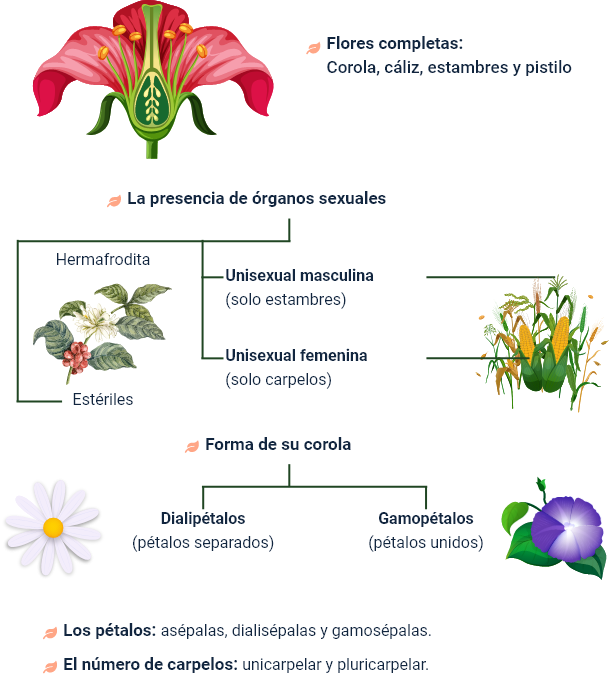 Flores completas:
Corola, cáliz, estambres y pistilo
La presencia de órganos sexuales
Hermafrodita
Unisexual masculina
(solo estambres)
Unisexual femenina
(solo carpelos)
Estériles
Forma de su corola
Dialipétalos
(pétalos separados)
Gamopétalos
(pétalos unidos)
Los pétalos: asépalas, dialisépalas y gamosépalas.
El número de carpelos: unicarpelar y pluricarpelar.